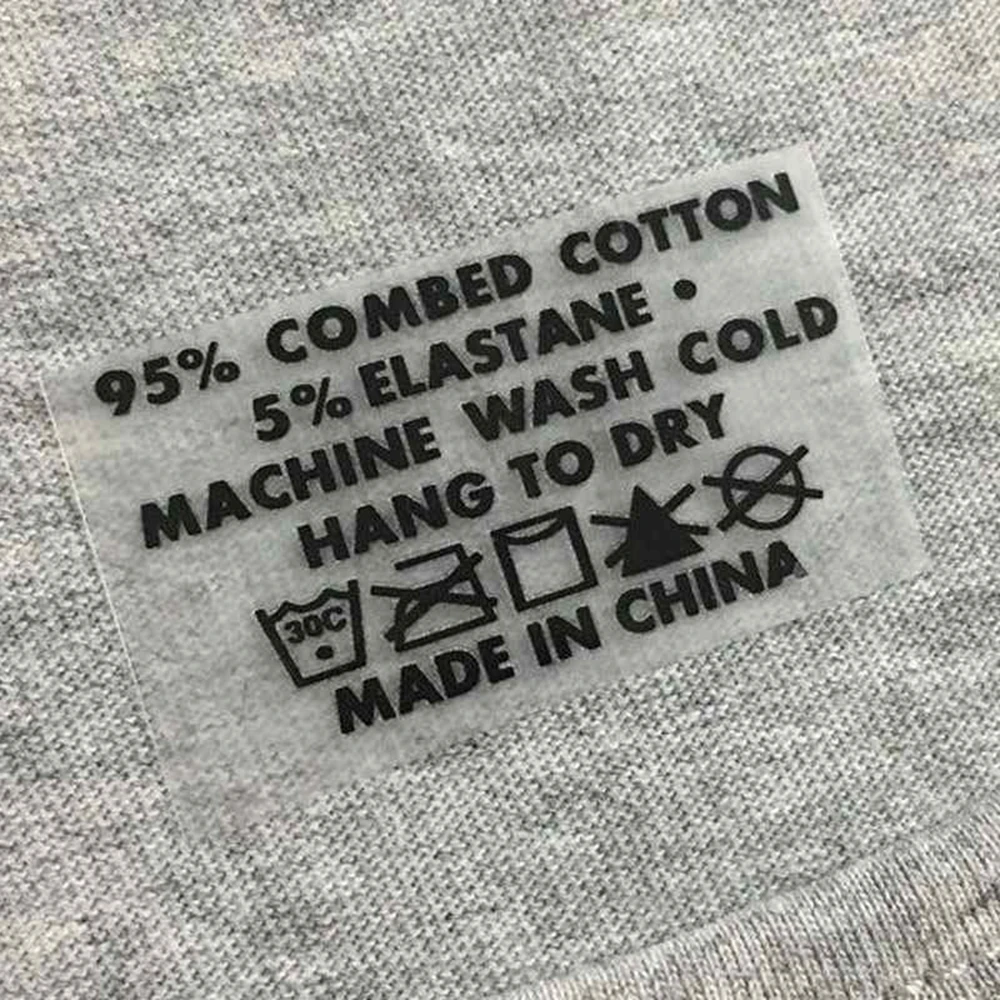 95% COMBED COTTON
5% ELASTANE •
MACHINE WASH COLD
HANG TO DRY
30C
MADE IN CHINA